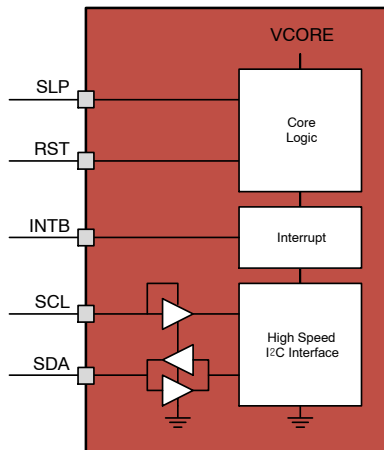 VCORE
SLP
Core
Logic
RST
INTB
Interrupt
SCL
High Speed
I²C Interface
SDA